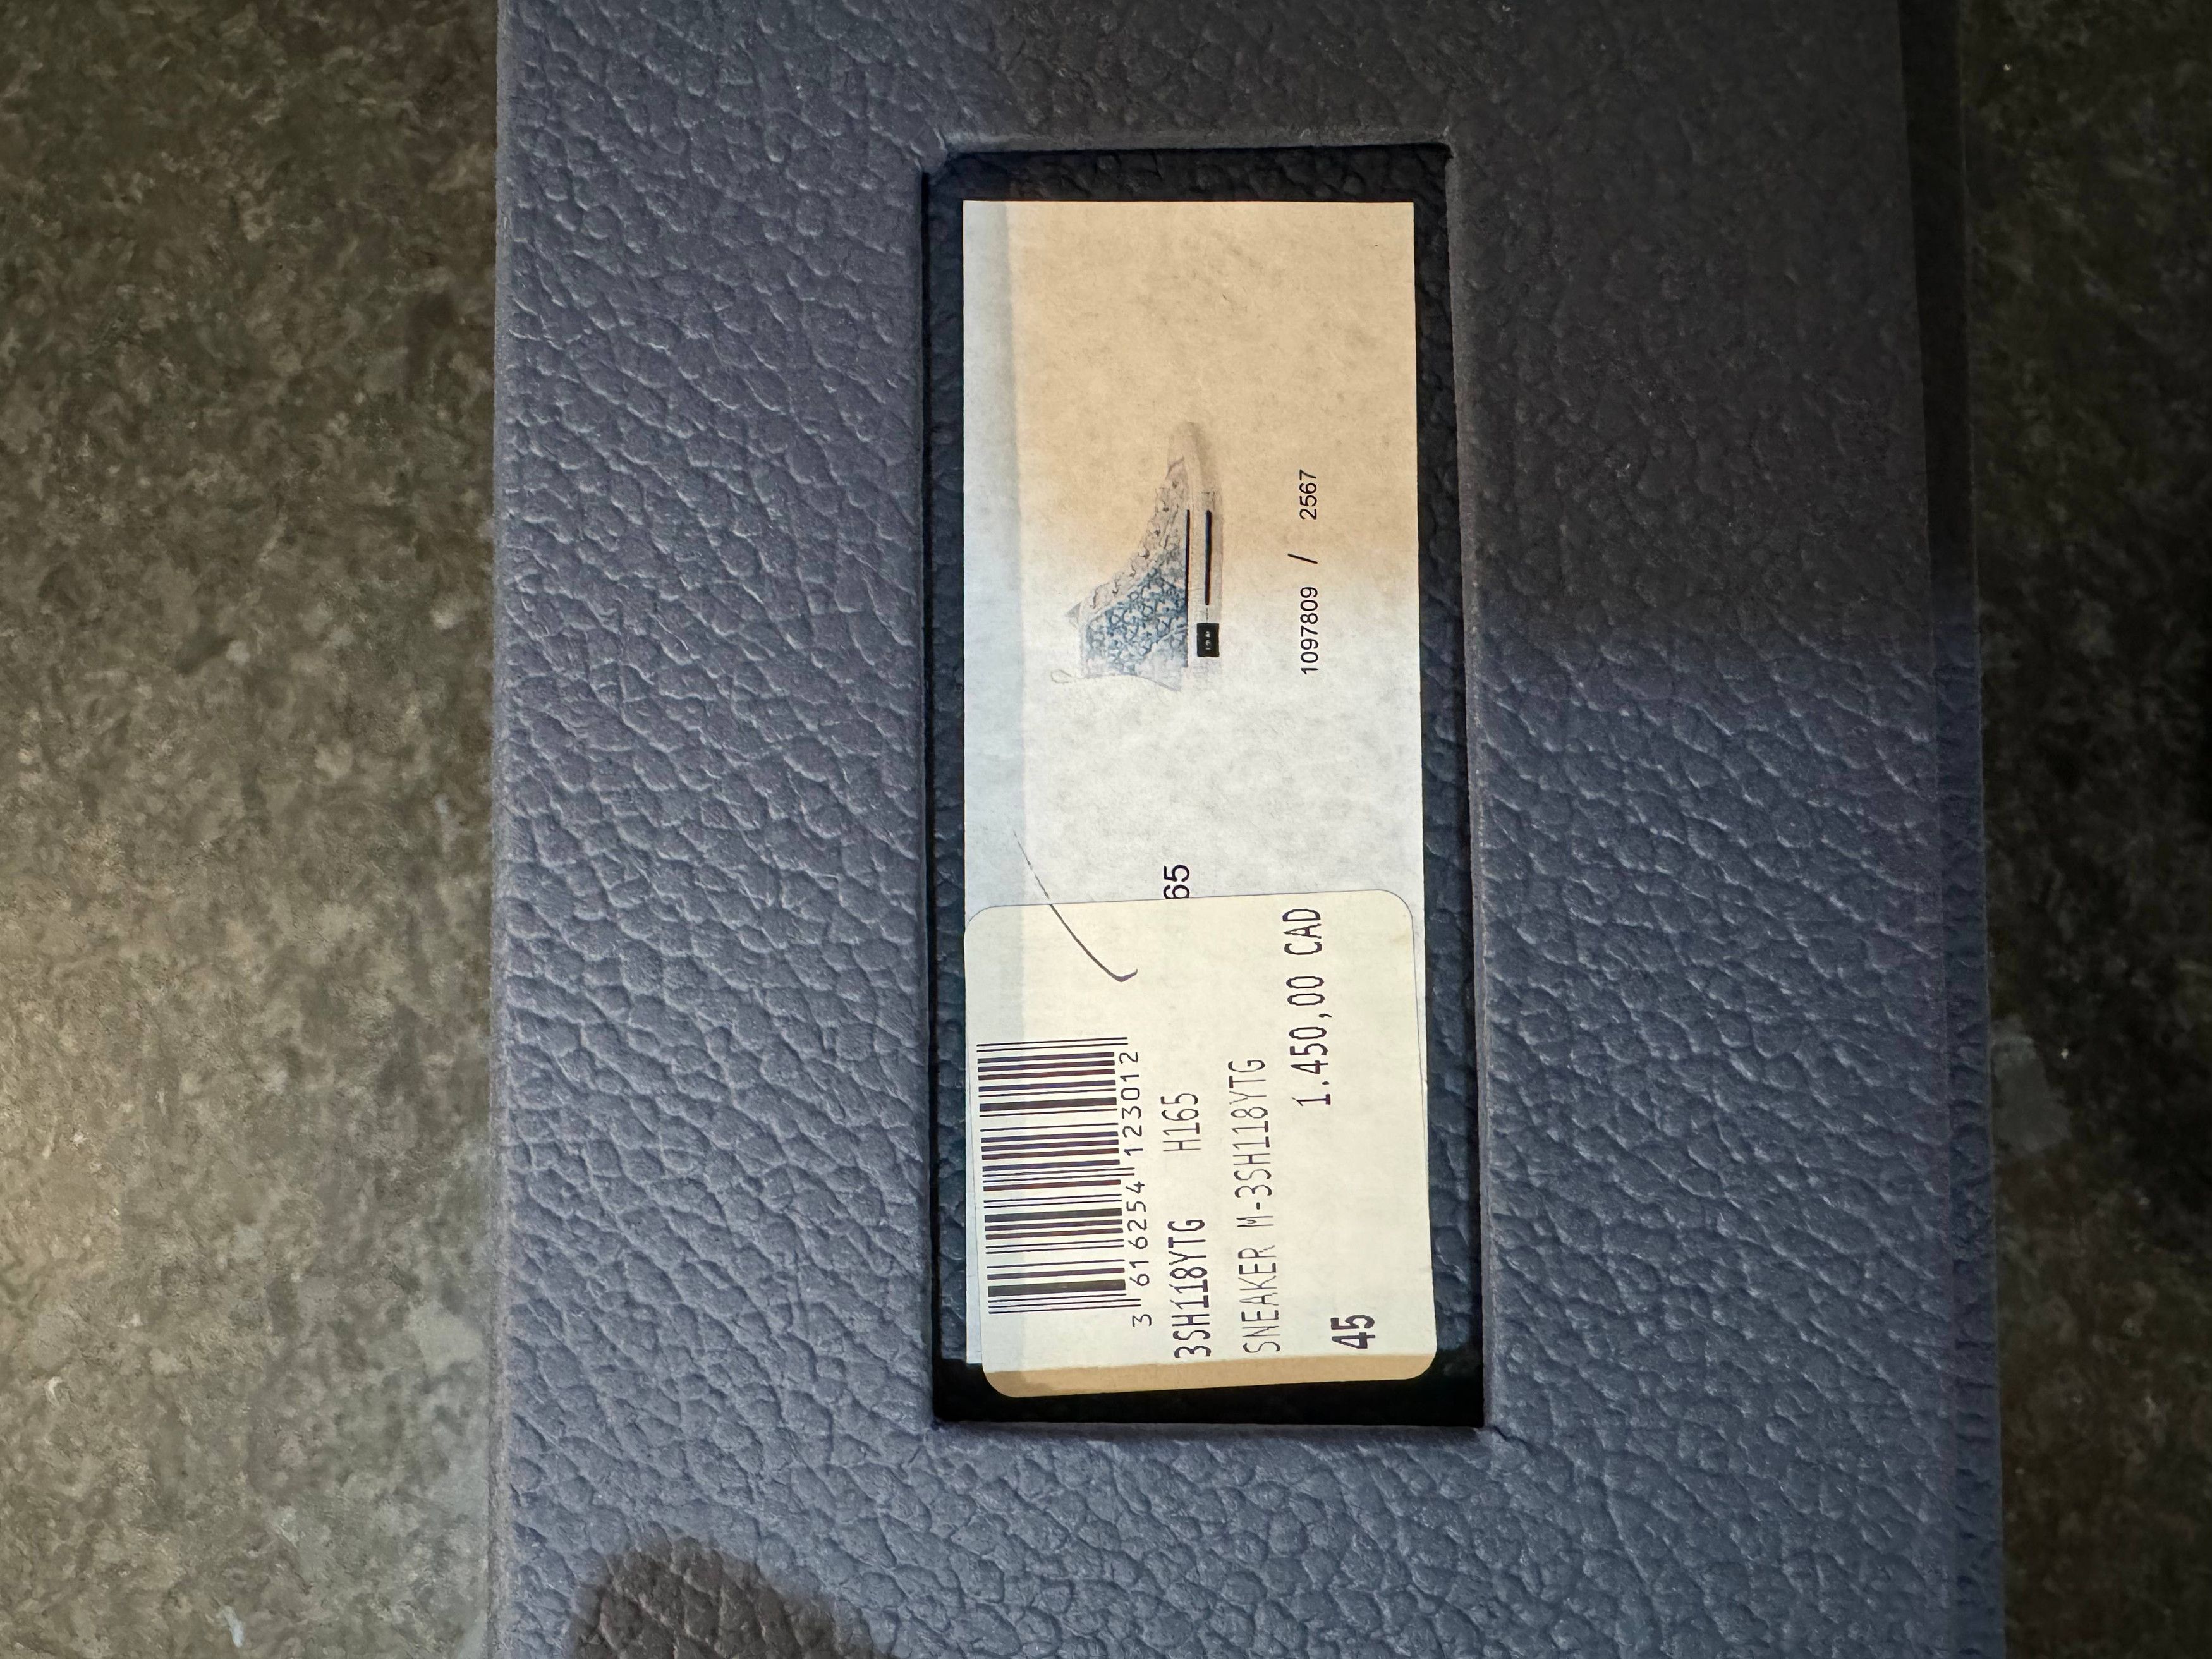 3 616254 123012
3SH118YTG H165
SNEAKER M-3SH118YTG
1.450,00 CAD
45
65
1097809 / 2567